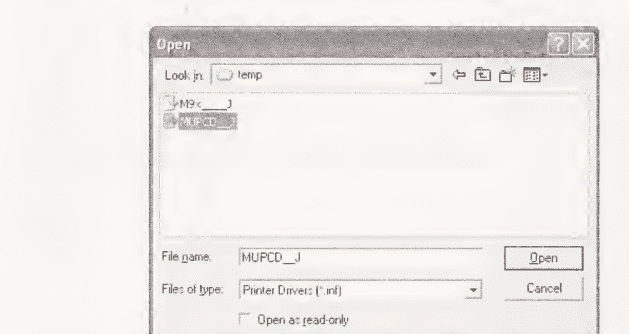 Open
Look in: temp
M9x____J
MUPCD__J
File name: MUPCD__J Open
Files of type: Printer Drivers (*.inf) Cancel
Open as read-only